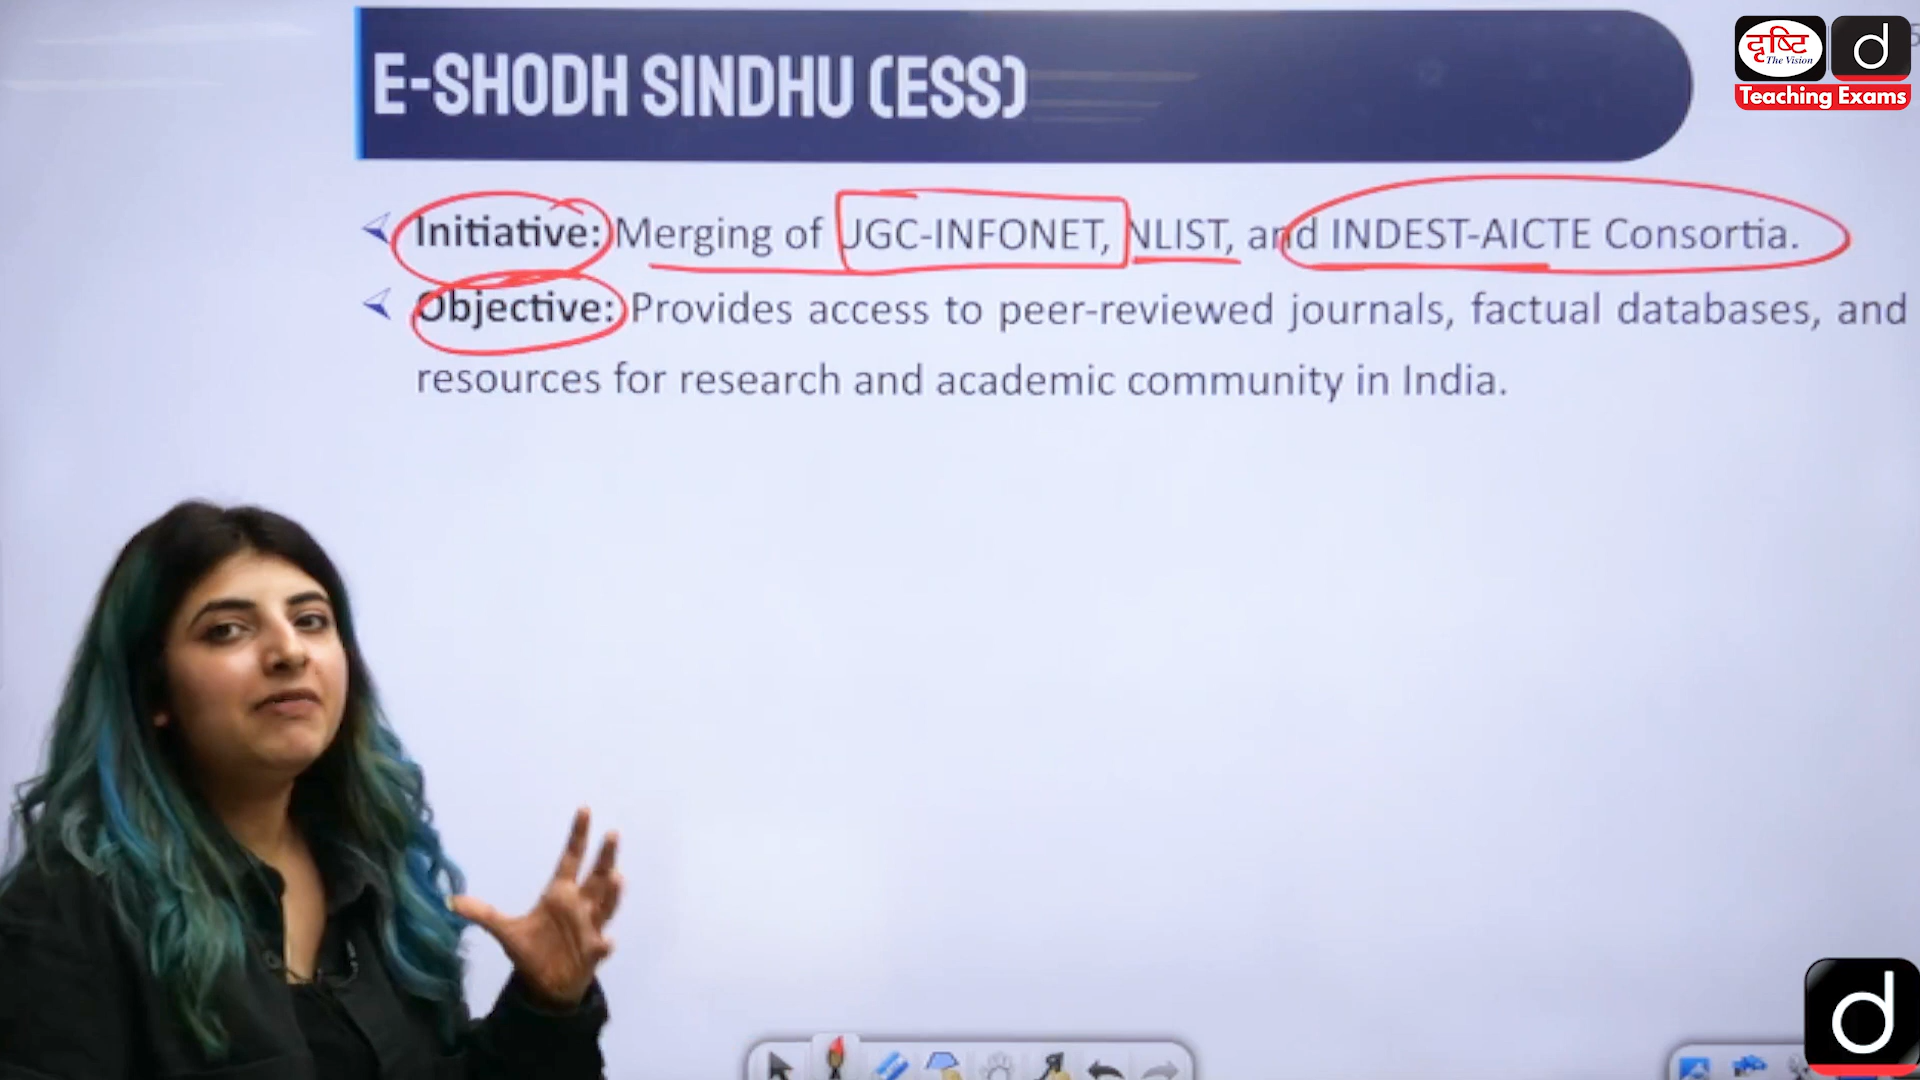 E-SHODH SINDHU (ESS)
दृष्टि
The Vision
d
Teaching Exams
Initiative: Merging of UGC-INFONET, NLIST, and INDEST-AICTE Consortia.
Objective: Provides access to peer-reviewed journals, factual databases, and
resources for research and academic community in India.
d